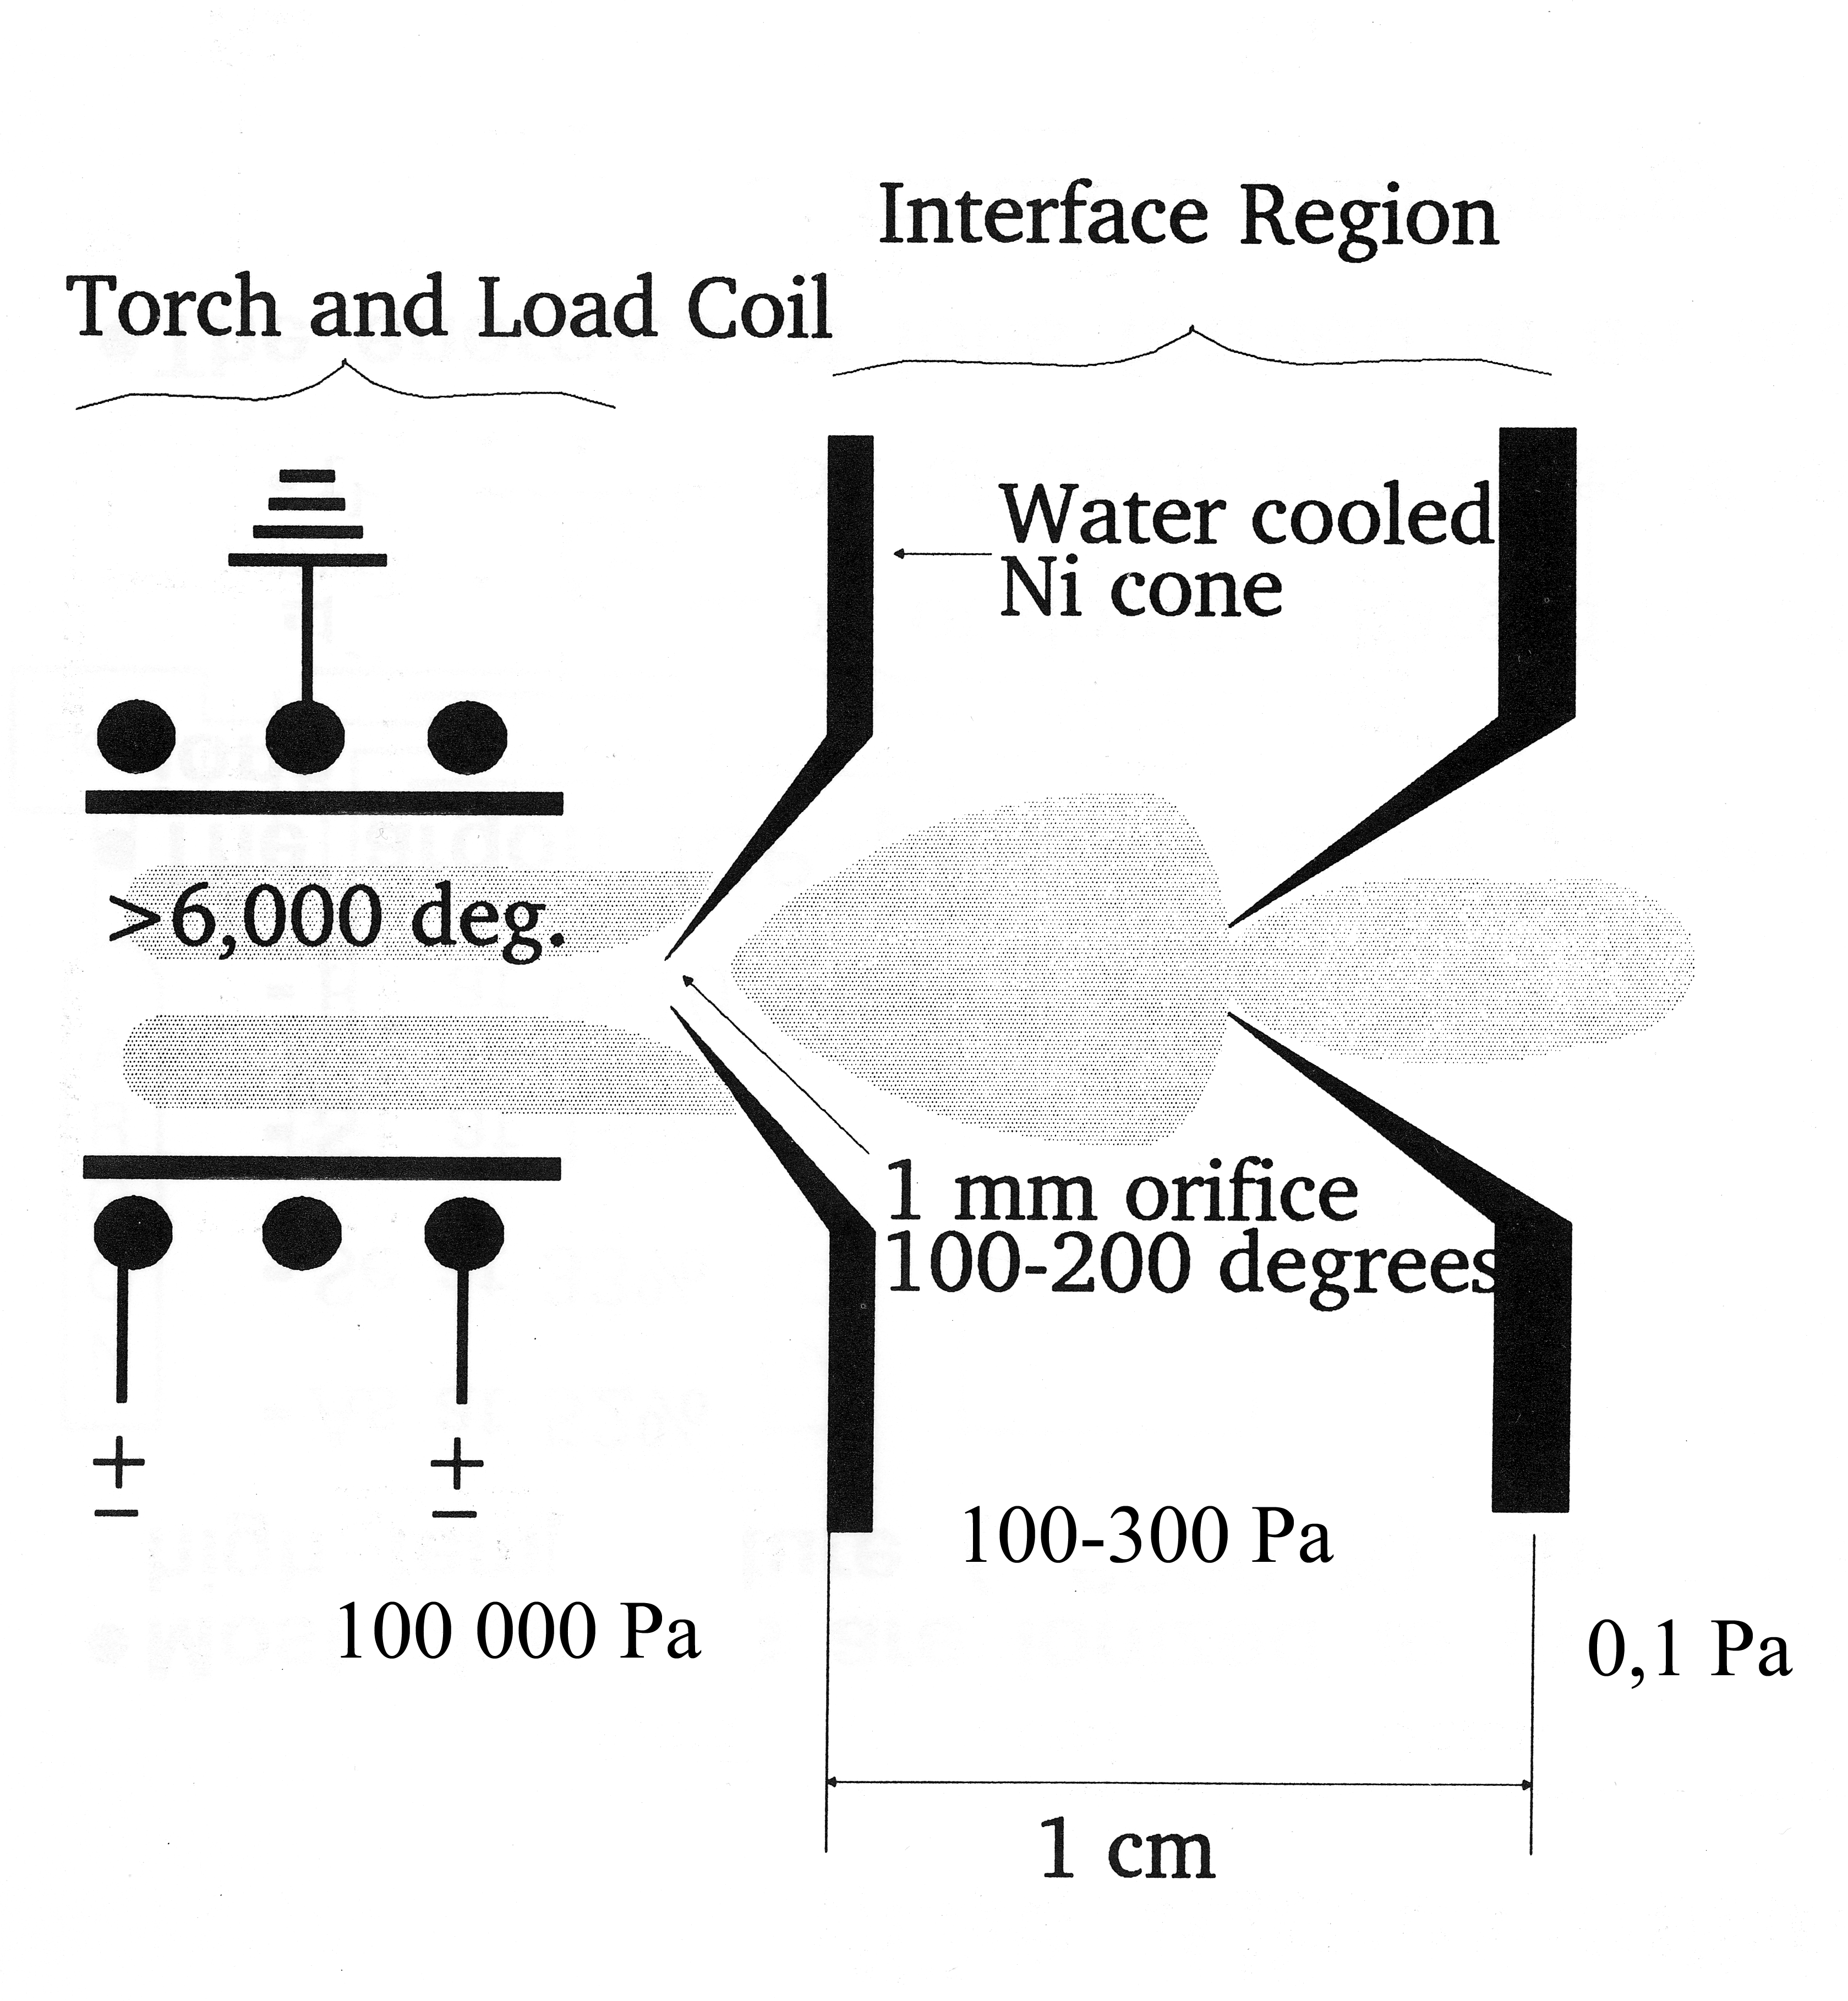 Interface Region
Torch and Load Coil
Water cooled
Ni cone
>6,000 deg.
1 mm orifice
100-200 degrees
+
−
+
−
100-300 Pa
100 000 Pa
0,1 Pa
1 cm